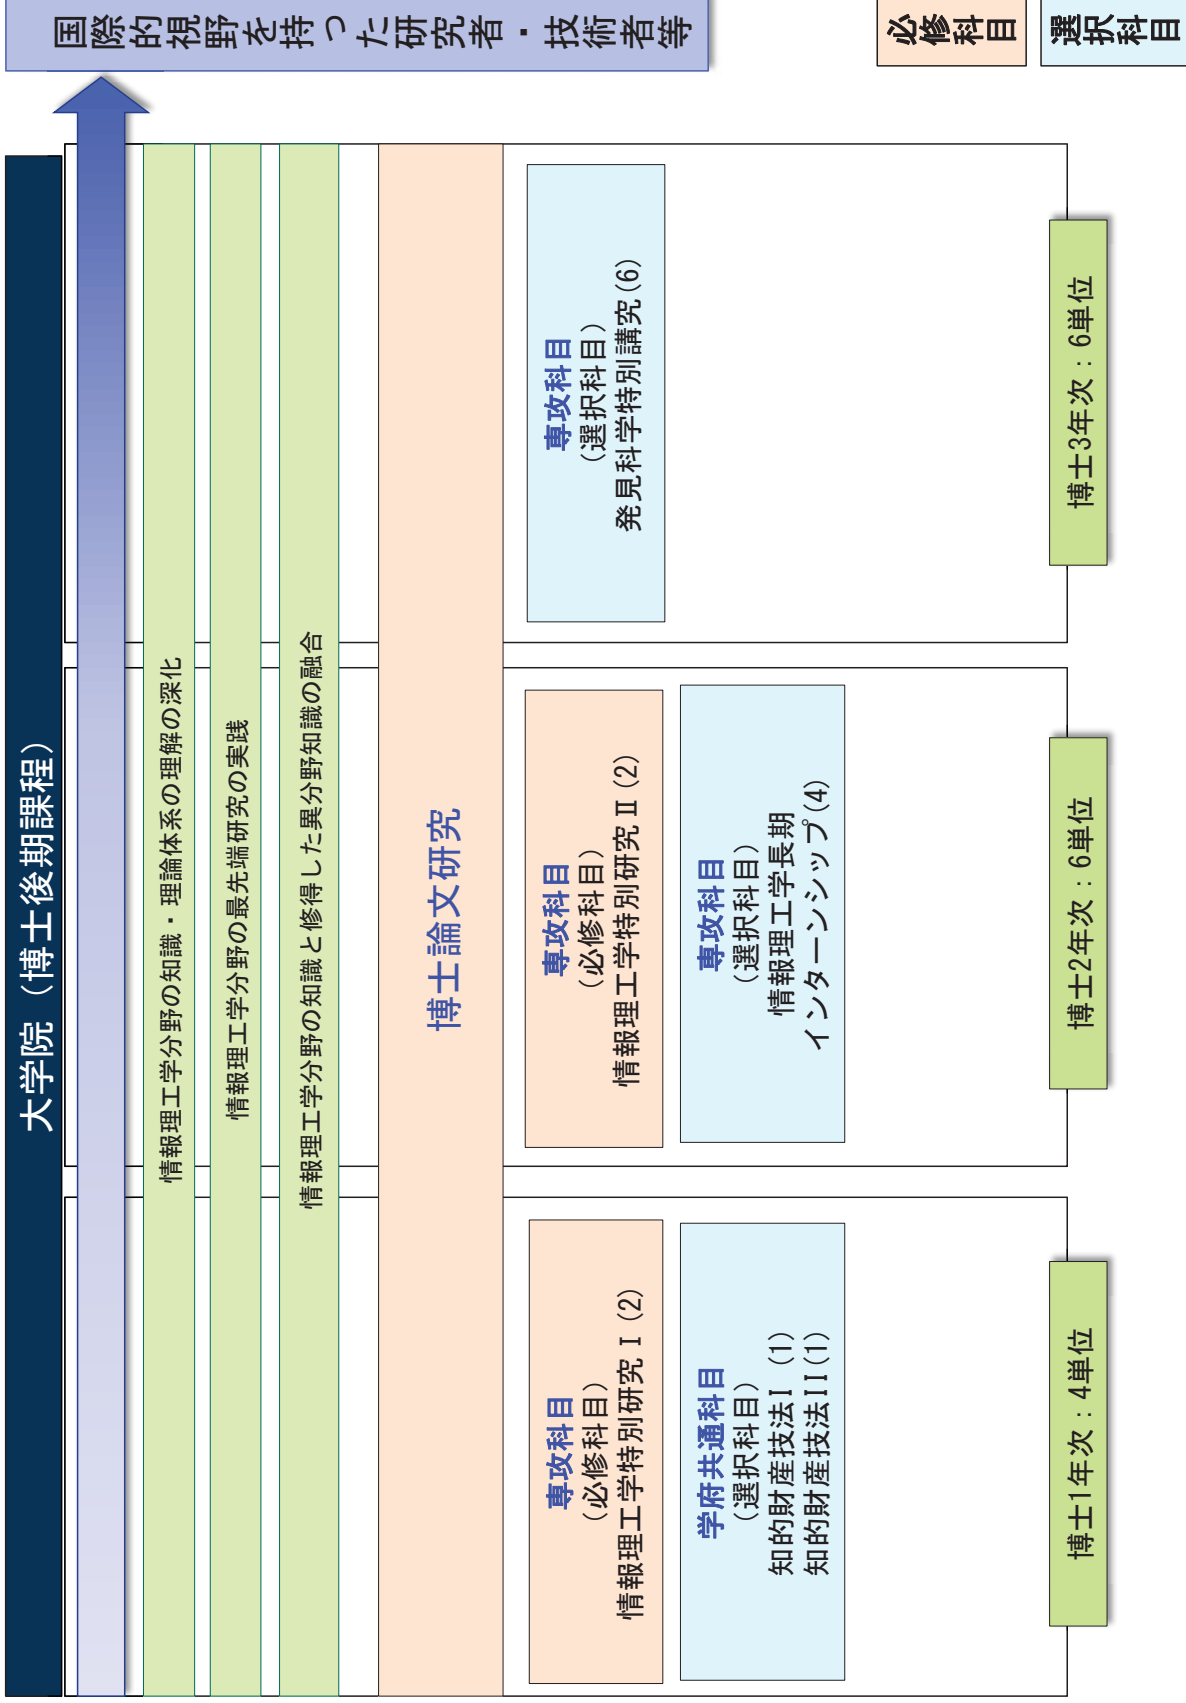 大学院（博士後期課程）
国際的視野を持った研究者・技術者等
情報理工学分野の知識・理論体系の理解の深化
情報理工学分野の最先端研究の実践
情報理工学分野の知識と修得した異分野知識の融合
博士論文研究
専攻科目
（必修科目）
情報理工学特別研究Ⅰ(2)
学府共通科目
（選択科目）
知的財産技法I (1)
知的財産技法II(1)
博士1年次：4単位
専攻科目
（必修科目）
情報理工学特別研究Ⅱ(2)
専攻科目
（選択科目）
情報理工学長期
インターンシップ(4)
博士2年次：6単位
専攻科目
（選択科目）
発見科学特別講究(6)
博士3年次：6単位
必修科目
選択科目